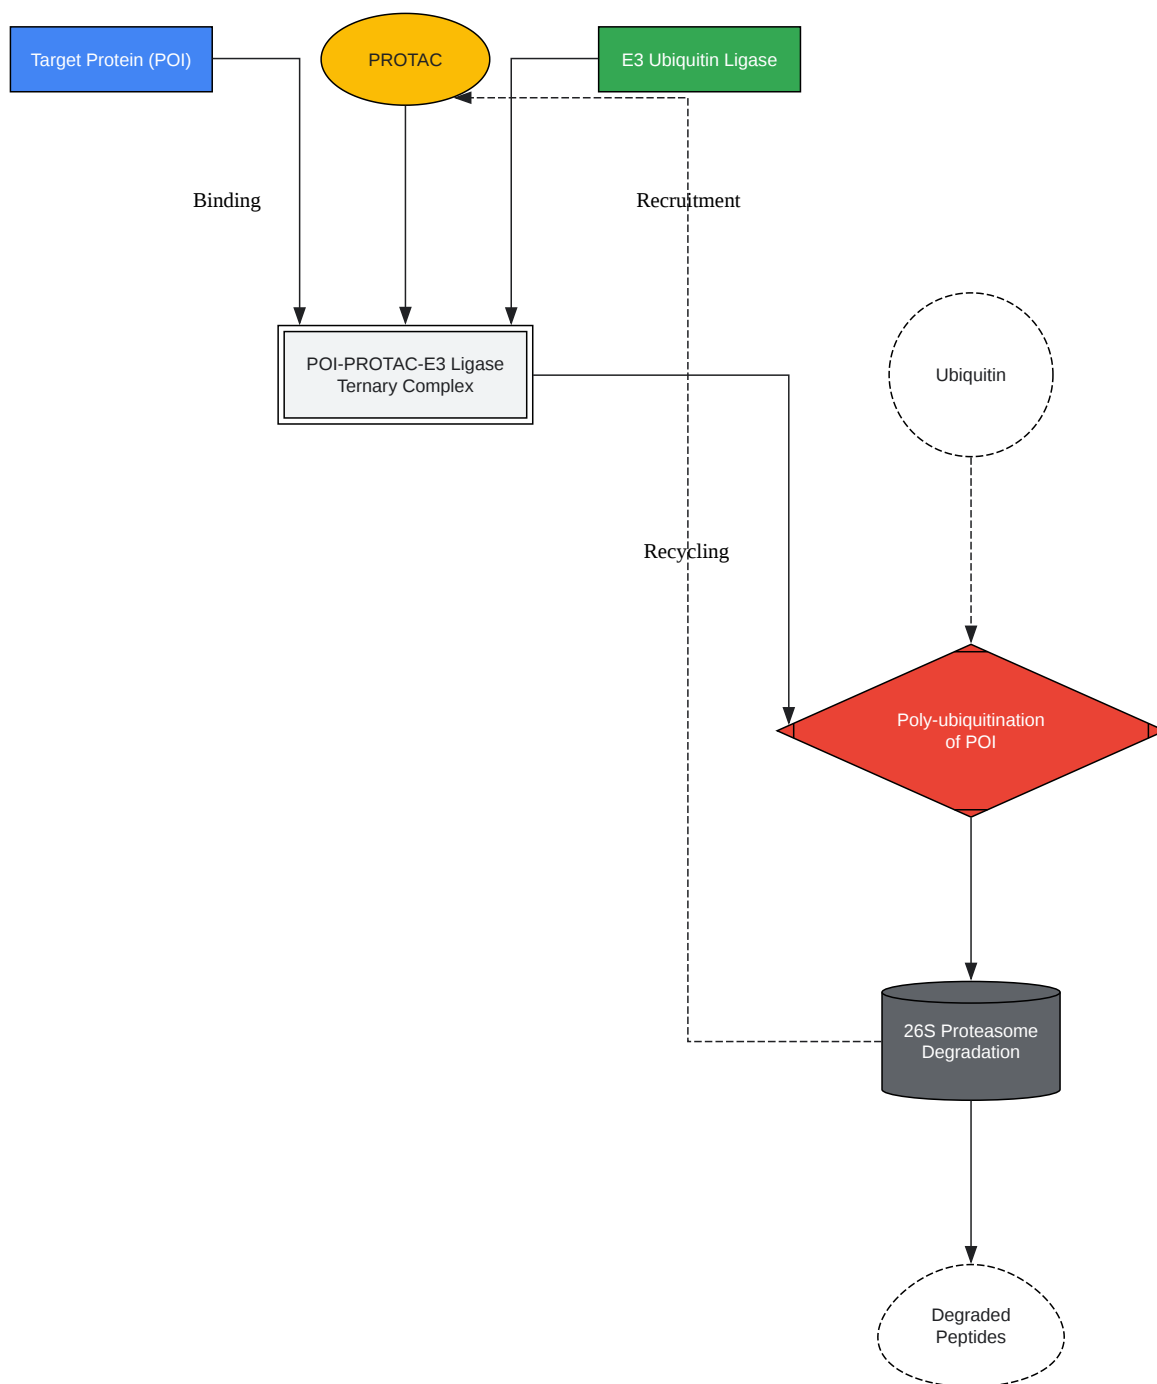 Target Protein (POI)
PROTAC
E3 Ubiquitin Ligase
Binding
Recruitment
POI-PROTAC-E3 Ligase
Ternary Complex
Ubiquitin
Recycling
Poly-ubiquitination
of POI
26S Proteasome
Degradation
Degraded
Peptides